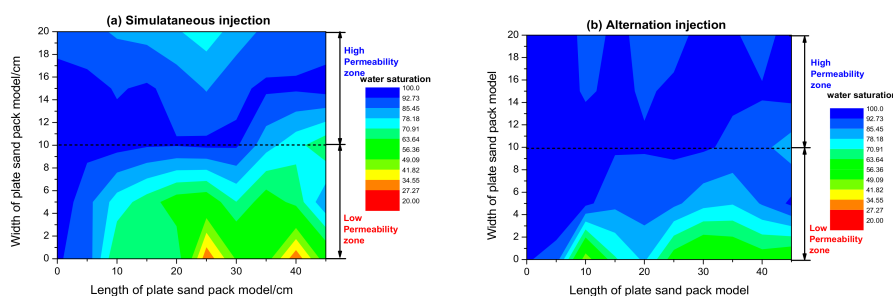 (a) Simulataneous injection
Width of plate sand pack model/cm
20
18
16
14
12
10
8
6
4
2
0
0
10
20
30
40
Length of plate sand pack model/cm
High
Permeability
zone
water saturation
100.0
92.73
85.45
78.18
70.91
63.64
56.36
49.09
41.82
34.55
27.27
20.00
Low
Permeability
zone
(b) Alternation injection
Width of plate sand pack model
20
18
16
14
12
10
8
6
4
2
0
0
10
20
30
40
Length of plate sand pack model
High
Permeability
zone
water saturation
100.0
92.73
85.45
78.18
70.91
63.64
56.36
49.09
41.82
34.55
27.27
20.00
Low
Permeability
zone